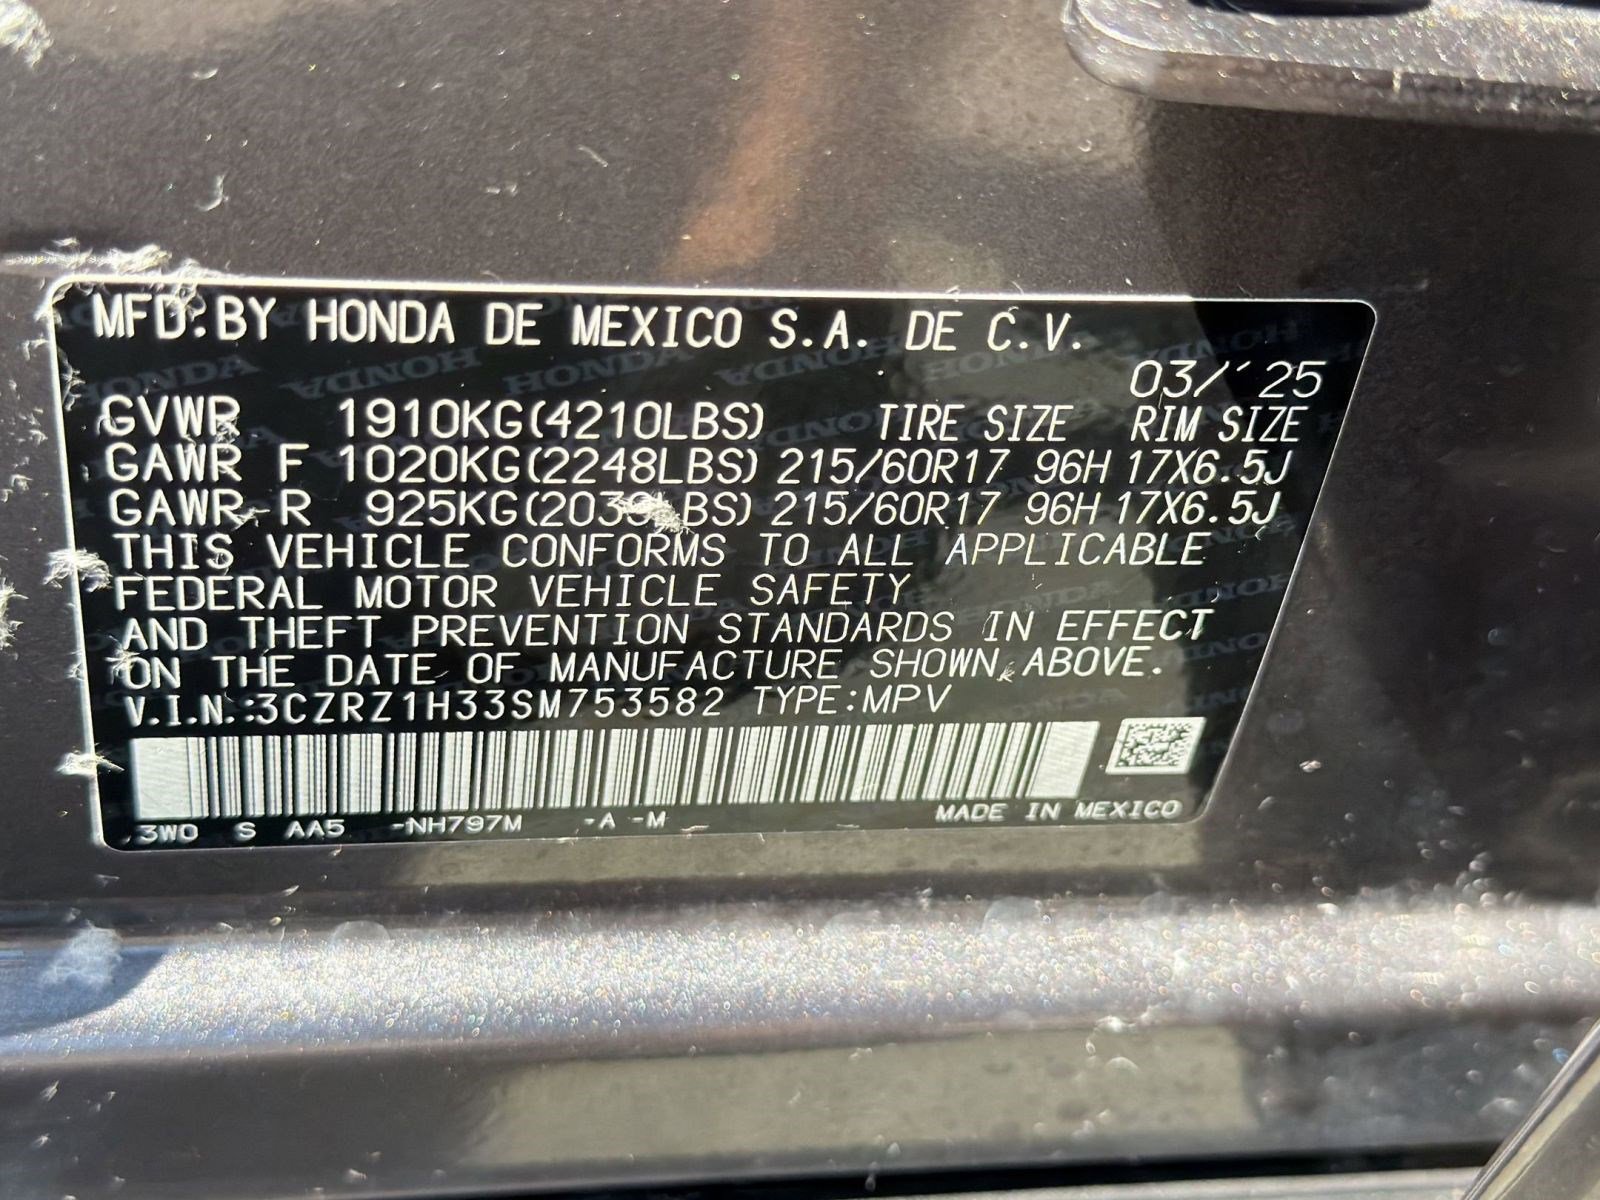 MFD.BY HONDA DE MEXICO S.A. DE C.V.
03/'25
GVWR 1910KG(4210LBS) TIRE SIZE RIM SIZE
GAWR F 1020KG(2248LBS) 215/60R17 96H 17X6.5J
GAWR R 925KG(2039LBS) 215/60R17 96H 17X6.5J
THIS VEHICLE CONFORMS TO ALL APPLICABLE
FEDERAL MOTOR VEHICLE SAFETY
AND THEFT PREVENTION STANDARDS IN EFFECT
ON THE DATE OF MANUFACTURE SHOWN ABOVE.
V.I.N.:3CZRZ1H33SM753582 TYPE:MPV
3W0 S AA5 -NH797M -A -M MADE IN MEXICO